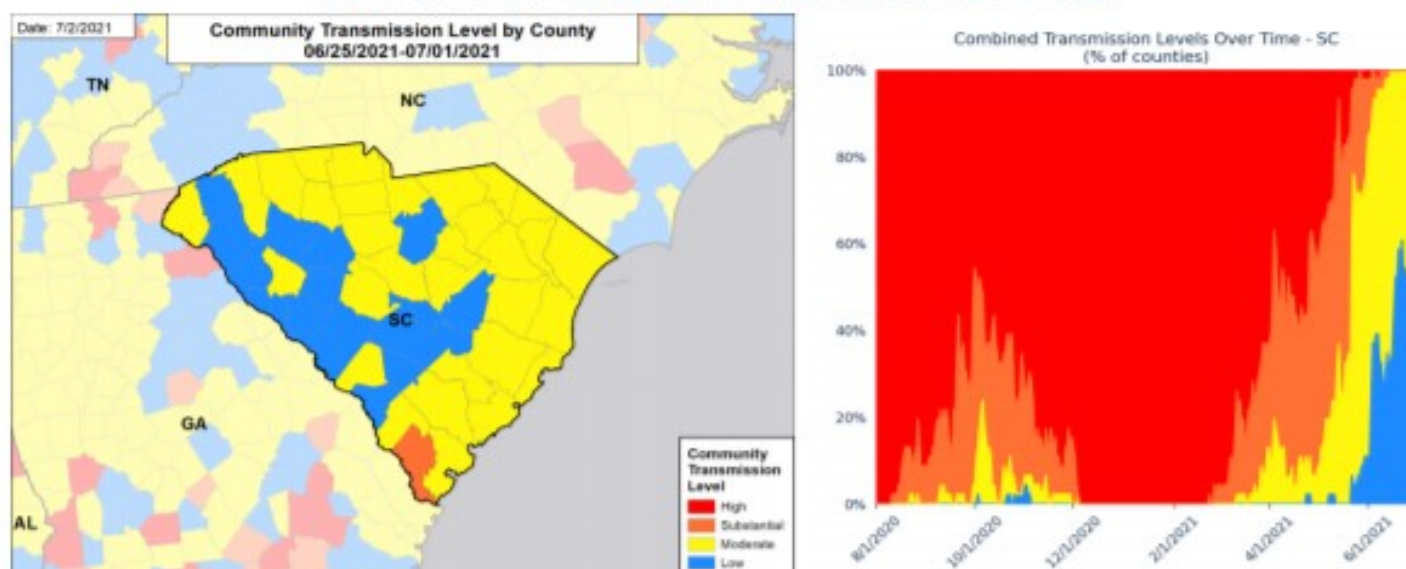 Date: 7/2/2021
Community Transmission Level by County
06/25/2021-07/01/2021
TN
NC
SC
GA
AL
Community
Transmission
Level
High
Substantial
Moderate
Low
Combined Transmission Levels Over Time - SC
(% of counties)
100%
80%
60%
40%
20%
0%
8/1/2020
10/1/2020
12/1/2020
2/1/2021
4/1/2021
6/1/2021